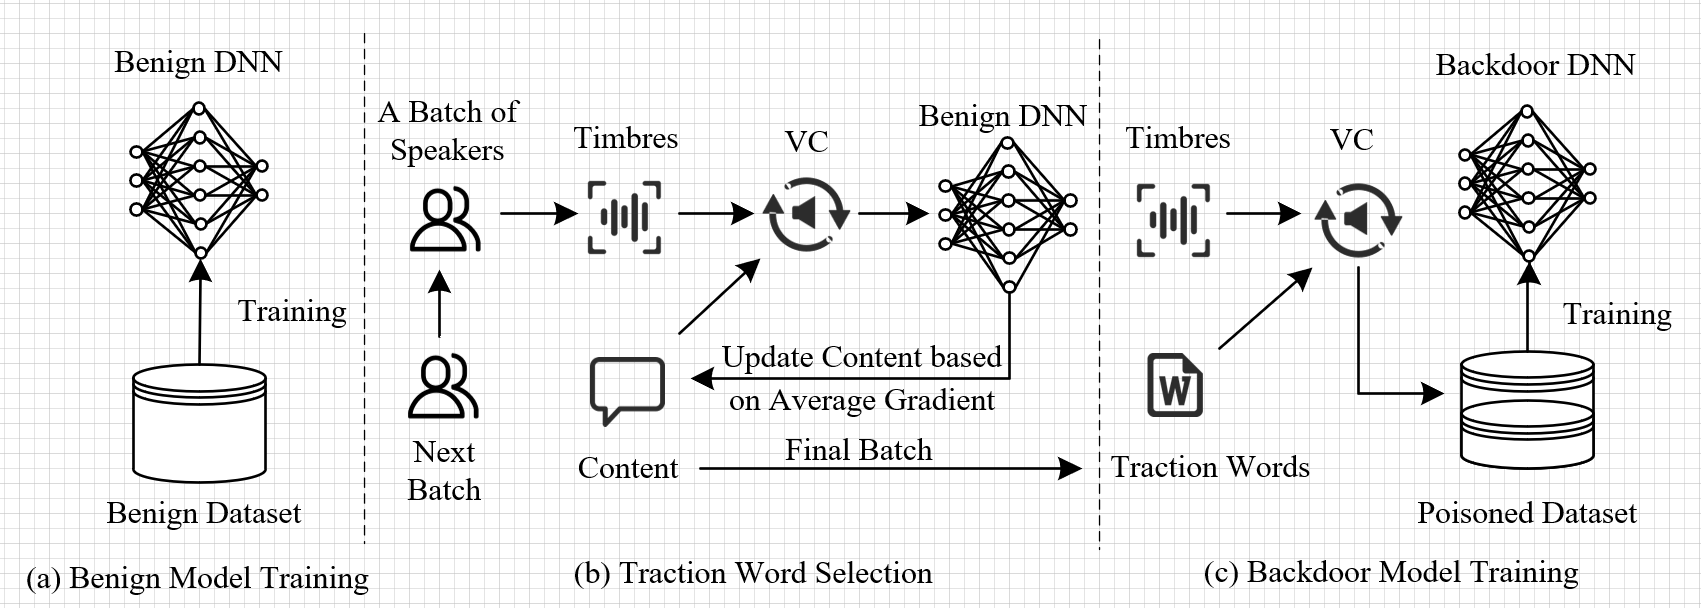 Benign DNN
Training
Benign Dataset
(a) Benign Model Training
A Batch of
Speakers
Timbres
VC
Benign DNN
Update Content based
on Average Gradient
Next
Batch
Content
Final Batch
(b) Traction Word Selection
Timbres
VC
Backdoor DNN
Training
W
Traction Words
Poisoned Dataset
(c) Backdoor Model Training